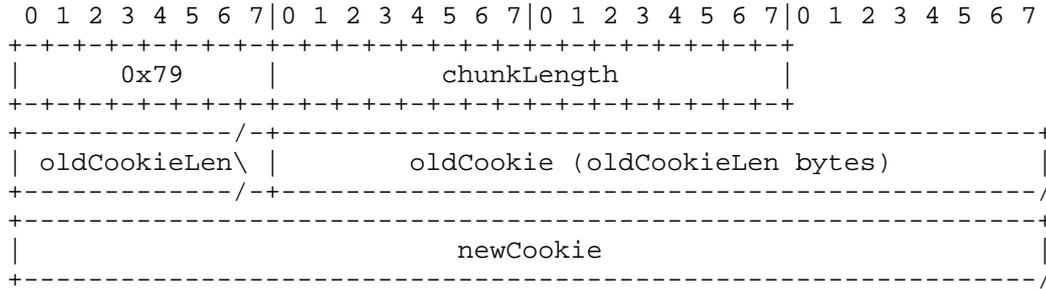 0 1 2 3 4 5 6 7|0 1 2 3 4 5 6 7|0 1 2 3 4 5 6 7|0 1 2 3 4 5 6 7
+-+-+-+-+-+-+-+-+-+-+-+-+-+-+-+-+-+-+-+-+-+-+-+-+
|      0x79     |          chunkLength          |
+-+-+-+-+-+-+-+-+-+-+-+-+-+-+-+-+-+-+-+-+-+-+-+-+
+-------------/-+-----------------------------------------------+
| oldCookieLen\ |        oldCookie (oldCookieLen bytes)         |
+-------------/-+-----------------------------------------------/
+---------------------------------------------------------------+
|                           newCookie                           |
+---------------------------------------------------------------/